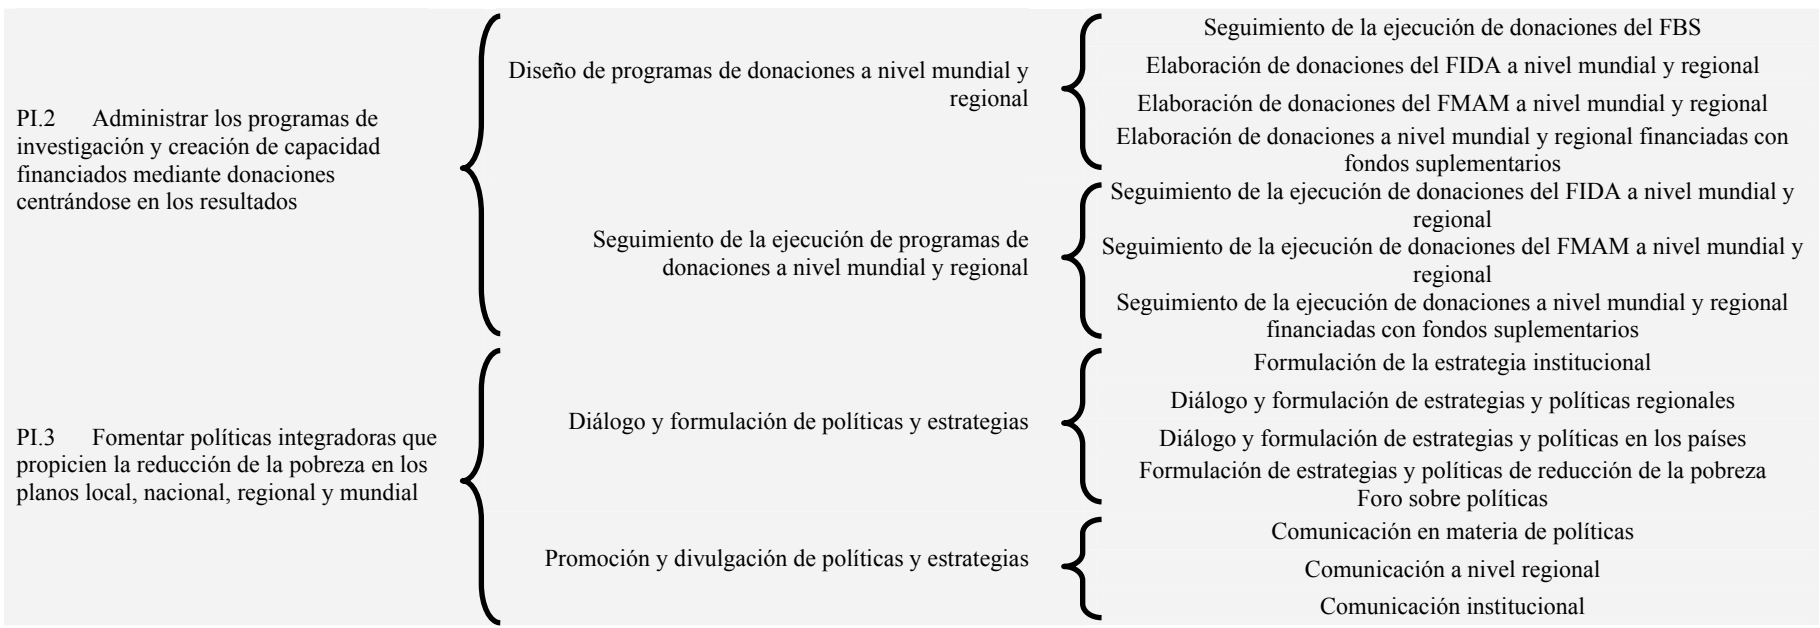 PI.2 Administrar los programas de
investigación y creación de capacidad
financiados mediante donaciones
centrándose en los resultados
Diseño de programas de donaciones a nivel mundial y
regional
Seguimiento de la ejecución de donaciones del FBS
Elaboración de donaciones del FIDA a nivel mundial y regional
Elaboración de donaciones del FMAM a nivel mundial y regional
Elaboración de donaciones a nivel mundial y regional financiadas con
fondos suplementarios
Seguimiento de la ejecución de programas de
donaciones a nivel mundial y regional
Seguimiento de la ejecución de donaciones del FIDA a nivel mundial y
regional
Seguimiento de la ejecución de donaciones del FMAM a nivel mundial y
regional
Seguimiento de la ejecución de donaciones a nivel mundial y regional
financiadas con fondos suplementarios
PI.3 Fomentar políticas integradoras que
propicien la reducción de la pobreza en los
planos local, nacional, regional y mundial
Diálogo y formulación de políticas y estrategias
Formulación de la estrategia institucional
Diálogo y formulación de estrategias y políticas regionales
Diálogo y formulación de estrategias y políticas en los países
Formulación de estrategias y políticas de reducción de la pobreza
Foro sobre políticas
Promoción y divulgación de políticas y estrategias
Comunicación en materia de políticas
Comunicación a nivel regional
Comunicación institucional